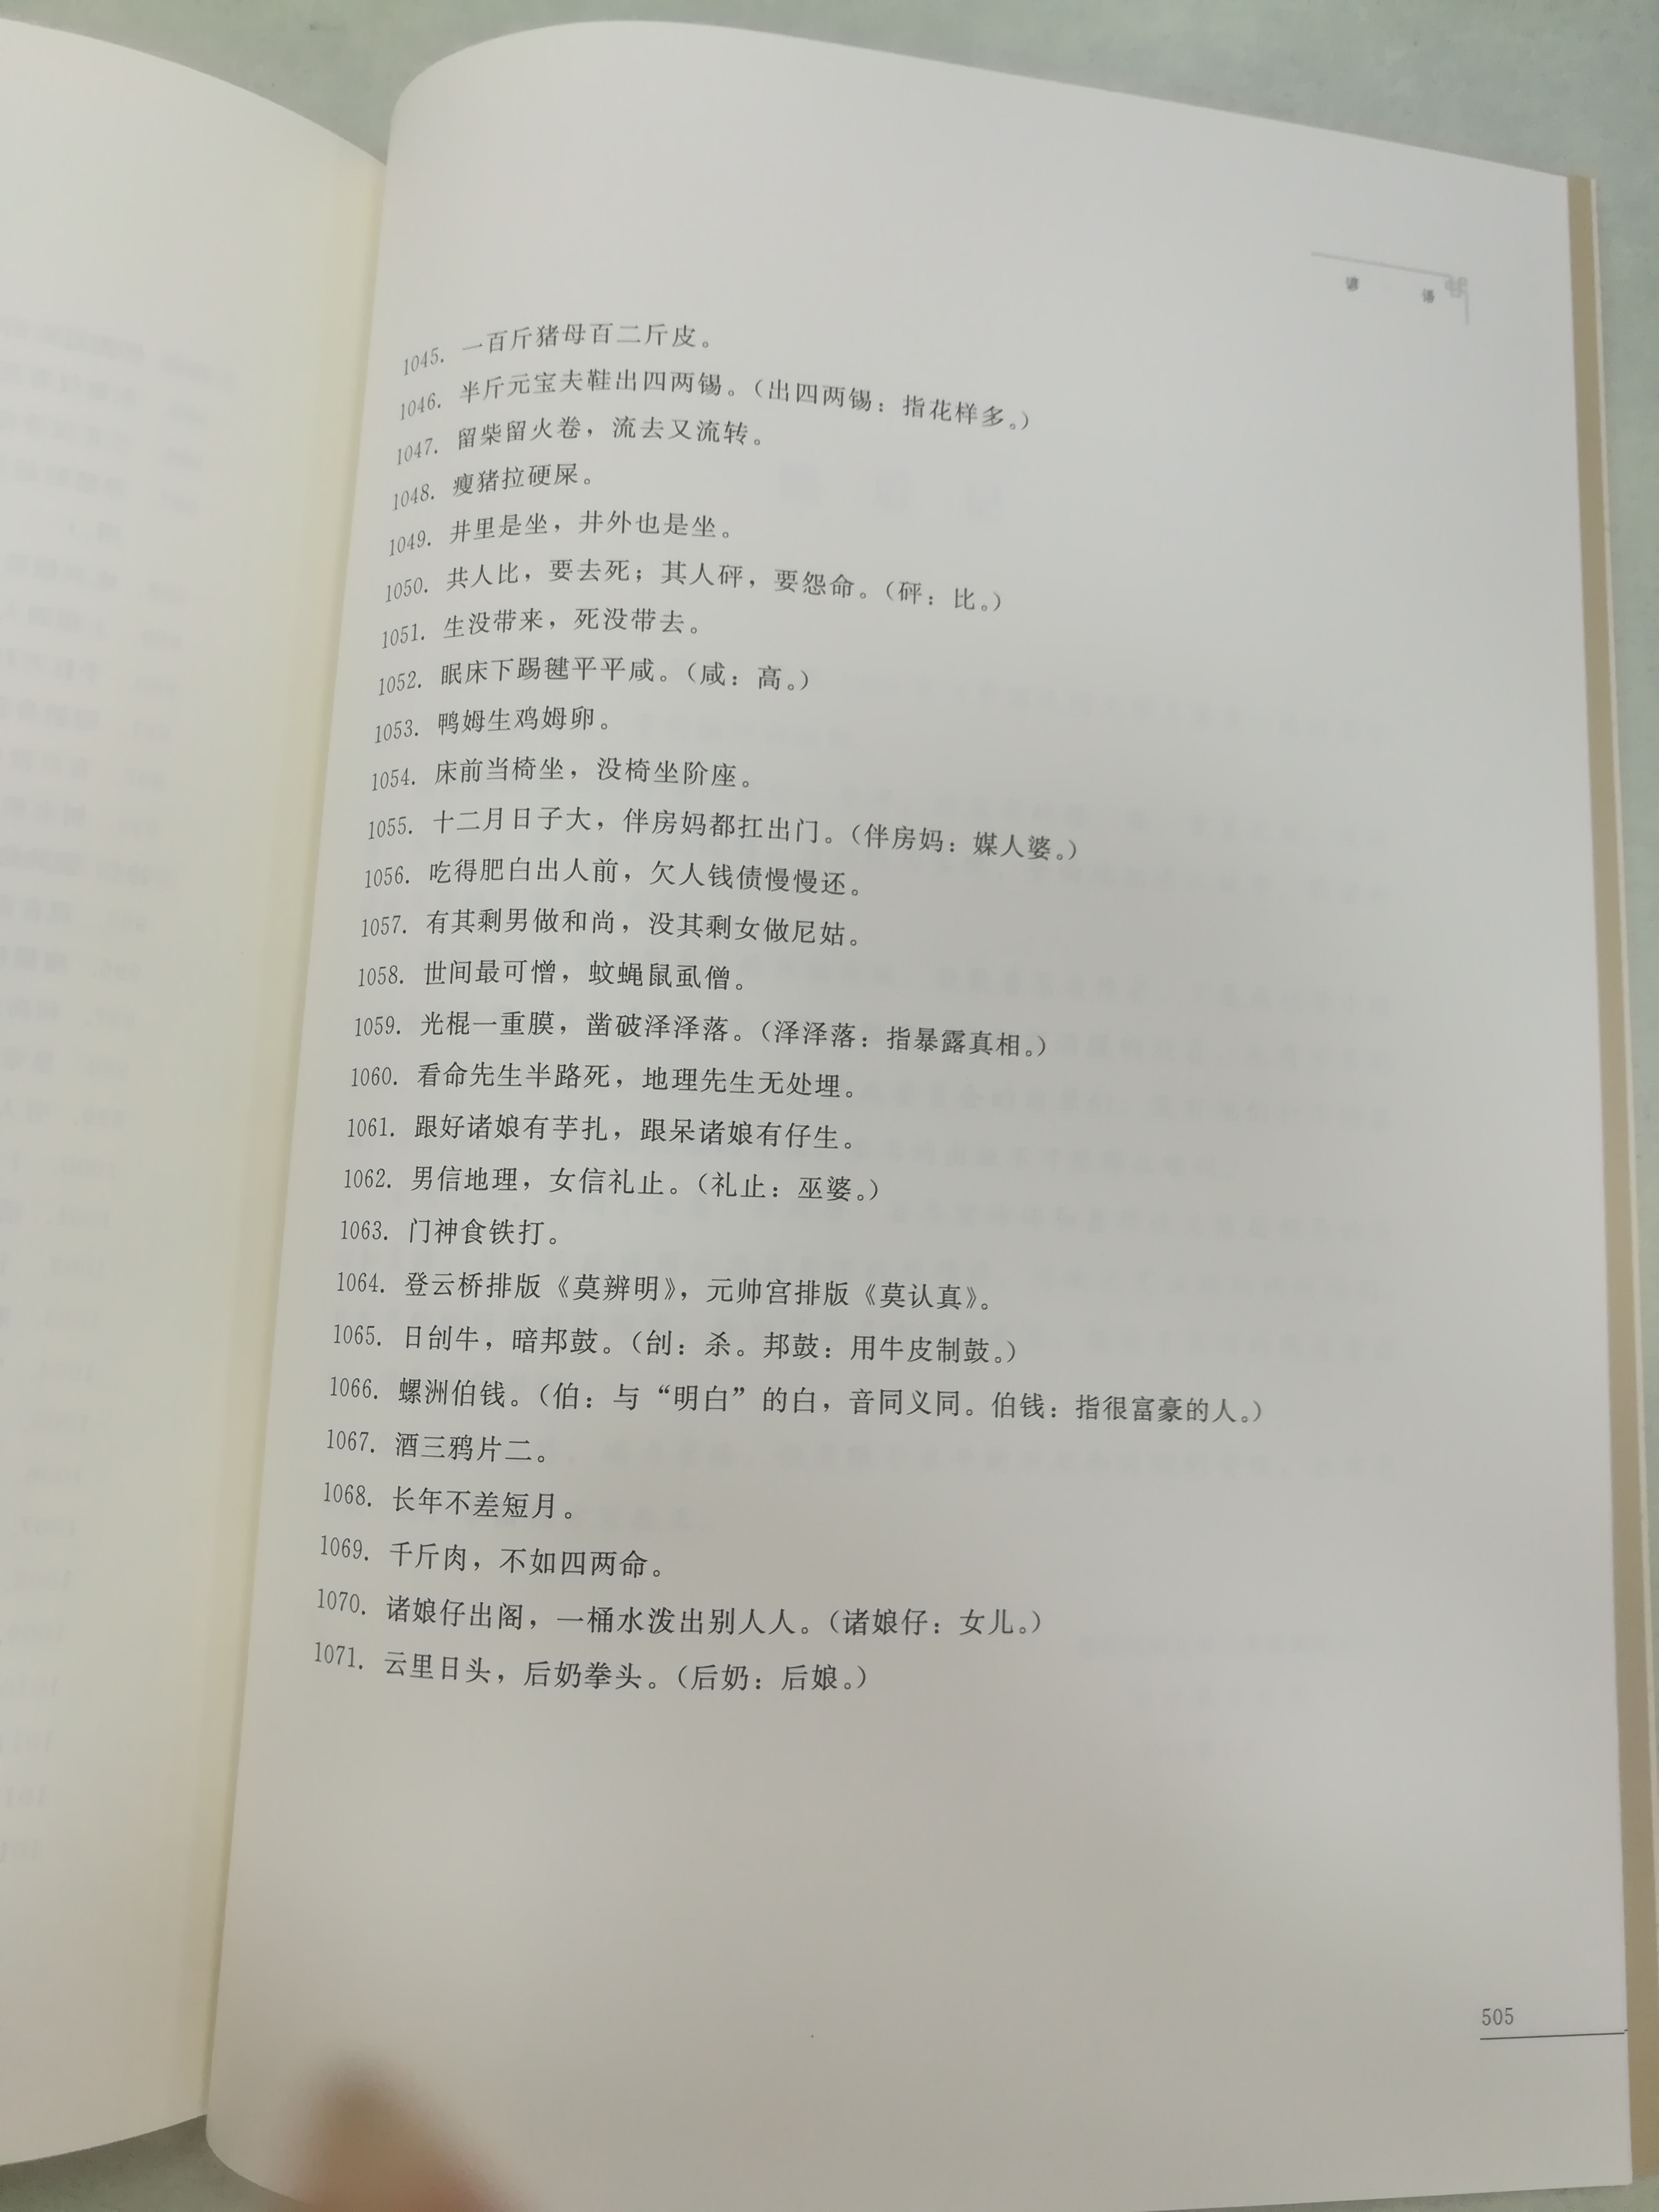 谚 语
1045. 一百斤猪母百二斤皮。
1046. 半斤元宝夫鞋出四两锡。（出四两锡：指花样多。）
1047. 留柴留火卷，流去又流转。
1048. 瘦猪拉硬屎。
1049. 井里是坐，井外也是坐。
1050. 共人比，要去死；其人砰，要怨命。（砰：比。）
1051. 生没带来，死没带去。
1052. 眠床下踢毽平平咸。（咸：高。）
1053. 鸭姆生鸡姆卵。
1054. 床前当椅坐，没椅坐阶座。
1055. 十二月日子大，伴房妈都扛出门。（伴房妈：媒人婆。）
1056. 吃得肥白出人前，欠人钱债慢慢还。
1057. 有其剩男做和尚，没其剩女做尼姑。
1058. 世间最可憎，蚊蝇鼠虱僧。
1059. 光棍一重膜，凿破泽泽落。（泽泽落：指暴露真相。）
1060. 看命先生半路死，地理先生无处埋。
1061. 跟好诸娘有芋扎，跟呆诸娘有仔生。
1062. 男信地理，女信礼止。（礼止：巫婆。）
1063. 门神食铁打。
1064. 登云桥排版《莫辨明》，元帅宫排版《莫认真》。
1065. 日刣牛，暗邦鼓。（刣：杀。邦鼓：用牛皮制鼓。）
1066. 螺洲伯钱。（伯：与“明白”的白，音同义同。伯钱：指很富豪的人。）
1067. 酒三鸦片二。
1068. 长年不差短月。
1069. 千斤肉，不如四两命。
1070. 诸娘仔出阁，一桶水泼出别人人。（诸娘仔：女儿。）
1071. 云里日头，后奶拳头。（后奶：后娘。）
505